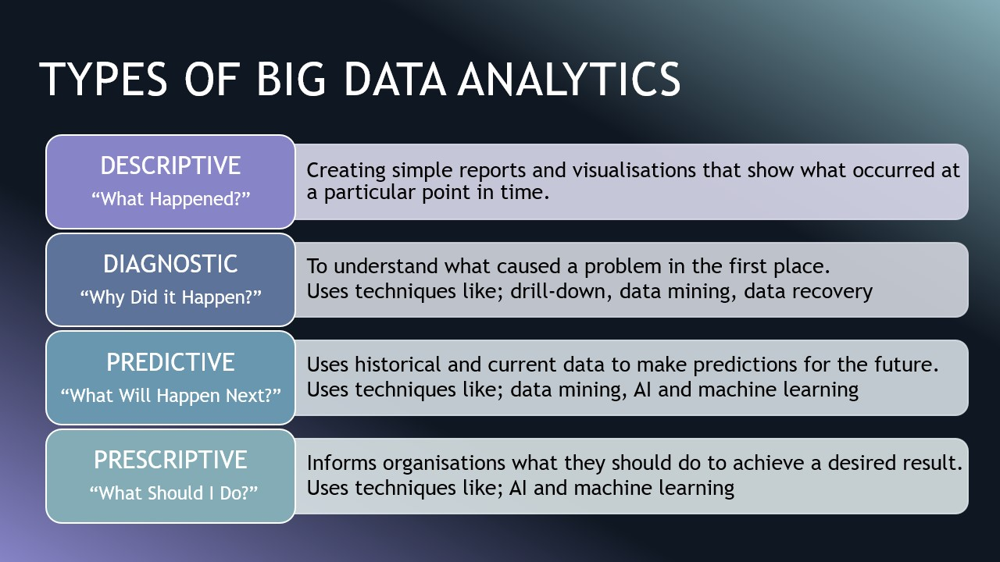 TYPES OF BIG DATA ANALYTICS
DESCRIPTIVE
“What Happened?”
Creating simple reports and visualisations that show what occurred at
a particular point in time.
DIAGNOSTIC
“Why Did it Happen?”
To understand what caused a problem in the first place.
Uses techniques like; drill-down, data mining, data recovery
PREDICTIVE
“What Will Happen Next?”
Uses historical and current data to make predictions for the future.
Uses techniques like; data mining, AI and machine learning
PRESCRIPTIVE
“What Should I Do?”
Informs organisations what they should do to achieve a desired result.
Uses techniques like; AI and machine learning